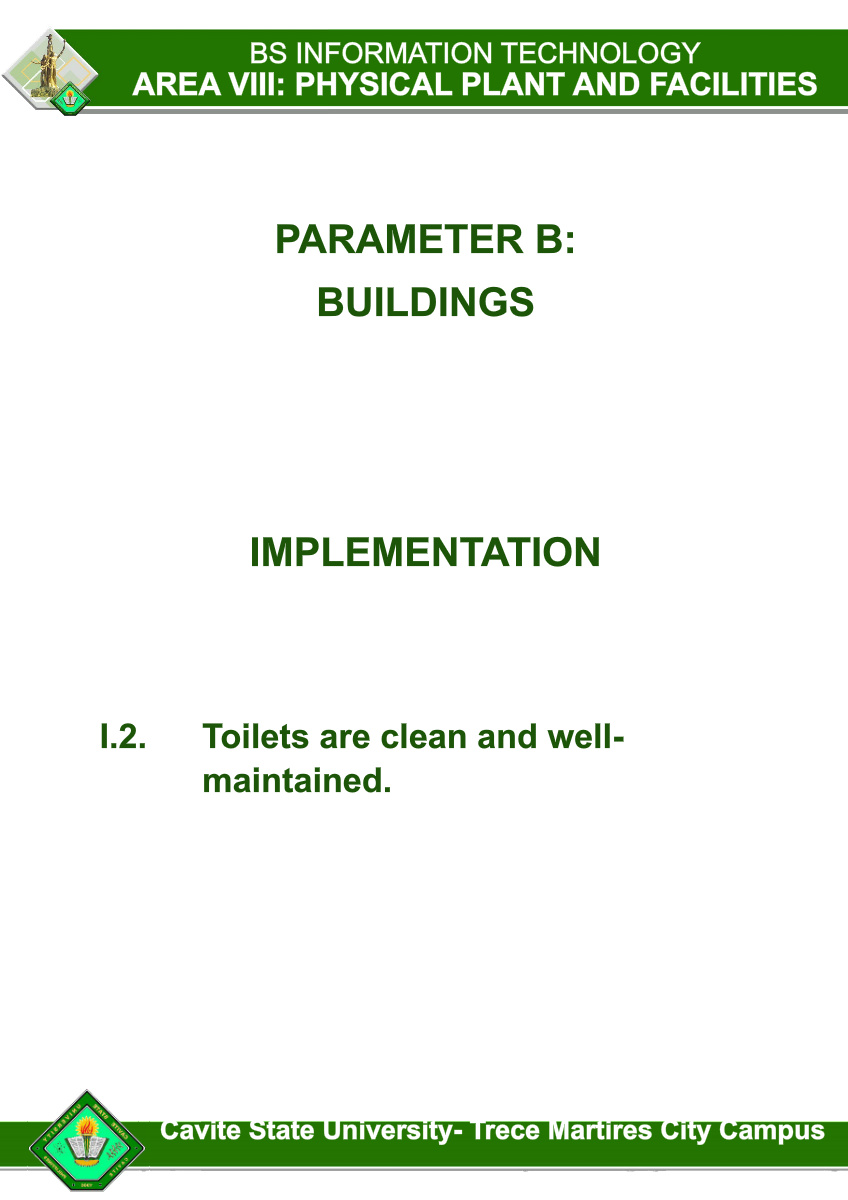 BS INFORMATION TECHNOLOGY
AREA VIII: PHYSICAL PLANT AND FACILITIES
PARAMETER B:
BUILDINGS
IMPLEMENTATION
I.2. Toilets are clean and well-
maintained.
Cavite State University- Trece Martires City Campus